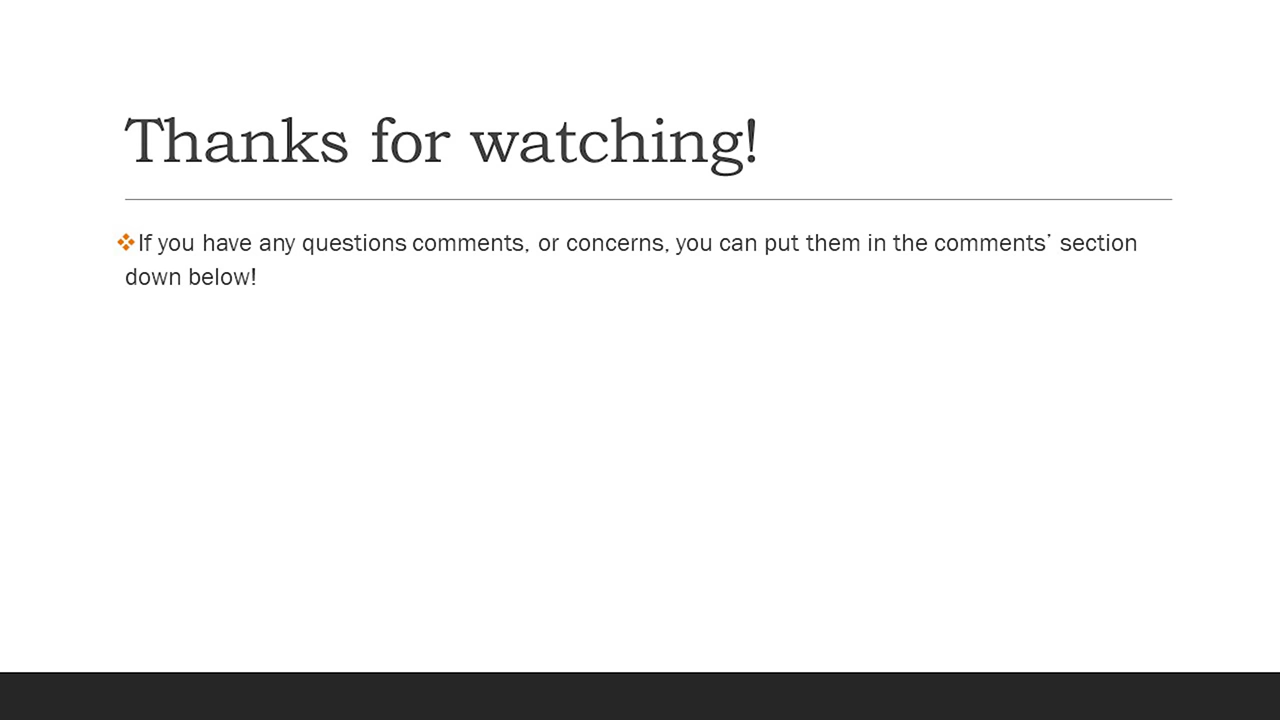 Thanks for watching!
❖If you have any questions comments, or concerns, you can put them in the comments’ section
down below!